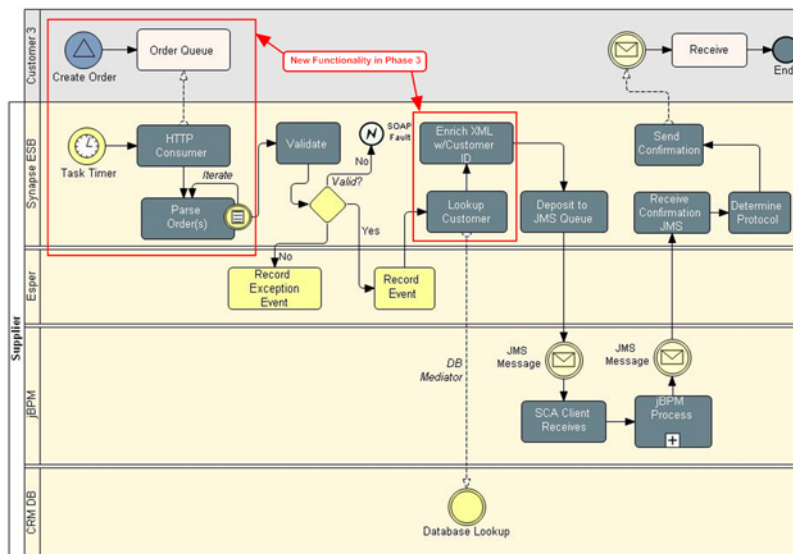 Customer 3
Create Order
Order Queue
New Functionality in Phase 3
Receive
End
Supplier
Synapse ESB
Task Timer
HTTP
Consumer
Iterate
Parse
Order(s)
Validate
Valid?
No
SOAP
Fault
No
Yes
Enrich XML
w/Customer
ID
Lookup
Customer
Deposit to
JMS Queue
Send
Confirmation
Receive
Confirmation
JMS
Determine
Protocol
Esper
Record
Exception
Event
Record
Event
jBPM
DB
Mediator
JMS
Message
JMS
Message
SCA Client
Receives
jBPM
Process
CRM DB
Database Lookup